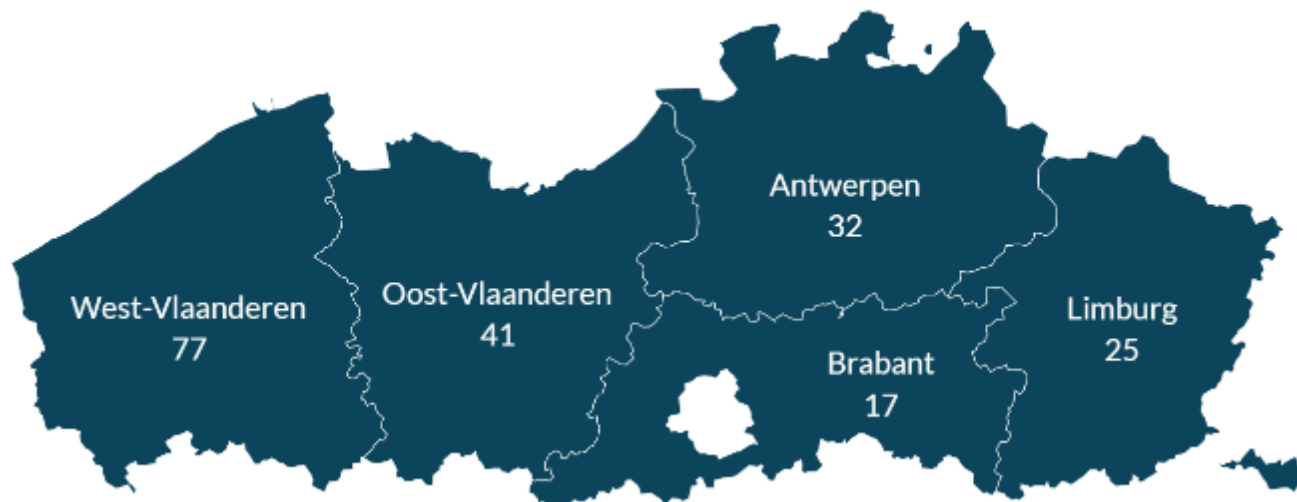 West-Vlaanderen
77
Oost-Vlaanderen
41
Antwerpen
32
Brabant
17
Limburg
25